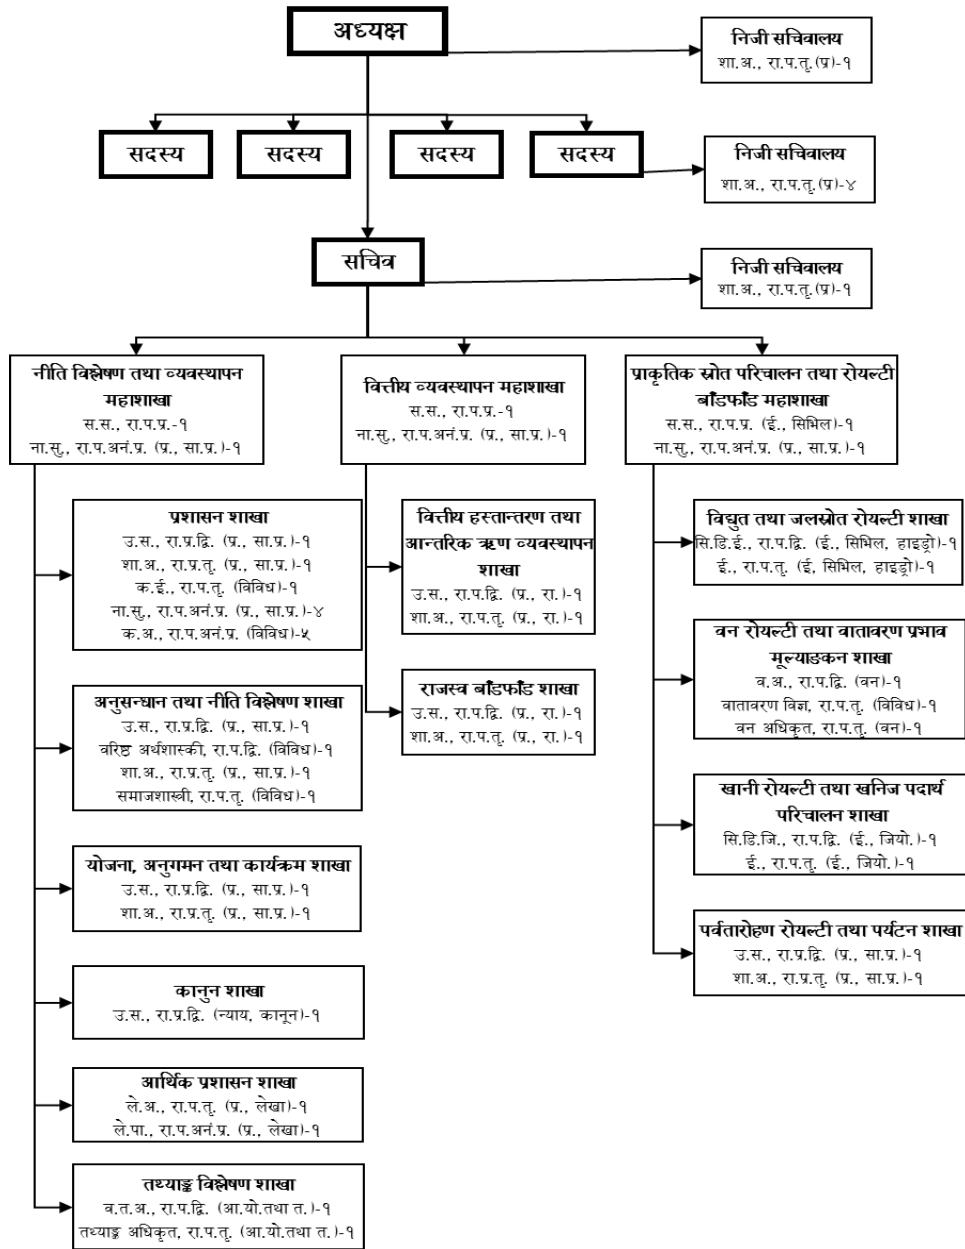 अध्यक्ष
निजी सचिवालय
शा.अ., रा.प.तृ.(प्र)-१
सदस्य
सदस्य
सदस्य
सदस्य
निजी सचिवालय
शा.अ., रा.प.तृ.(प्र)-४
सचिव
निजी सचिवालय
शा.अ., रा.प.तृ.(प्र)-१
नीति विश्लेषण तथा व्यवस्थापन
महाशाखा
स.स., रा.प.प्र.-१
ना.सु., रा.प.अनं.प्र. (प्र., सा.प्र.)-१
प्रशासन शाखा
उ.स., रा.प्र.द्वि. (प्र., सा.प्र.)-१
शा.अ., रा.प्र.तृ. (प्र., सा.प्र.)-१
क.ई., रा.प.तृ. (विविध)-१
ना.सु., रा.प.अनं.प्र. (प्र., सा.प्र.)-४
क.अ., रा.प.अनं.प्र. (विविध)-५
अनुसन्धान तथा नीति विश्लेषण शाखा
उ.स., रा.प्र.द्वि. (प्र., सा.प्र.)-१
वरिष्ठ अर्थशास्की, रा.प.द्वि. (विविध)-१
शा.अ., रा.प्र.तृ. (प्र., सा.प्र.)-१
समाजशास्त्री, रा.प.तृ. (विविध)-१
योजना, अनुगमन तथा कार्यक्रम शाखा
उ.स., रा.प्र.द्वि. (प्र., सा.प्र.)-१
शा.अ., रा.प्र.तृ. (प्र., सा.प्र.)-१
कानुन शाखा
उ.स., रा.प्र.द्वि. (न्याय, कानून)-१
आर्थिक प्रशासन शाखा
ले.अ., रा.प.तृ. (प्र., लेखा)-१
ले.पा., रा.प.अनं.प्र. (प्र., लेखा)-१
तथ्याङ्क विश्लेषण शाखा
व.त.अ., रा.प.द्वि. (आ.यो.तथा त.)-१
तथ्याङ्क अधिकृत, रा.प.तृ. (आ.यो.तथा त.)-१
वित्तीय व्यवस्थापन महाशाखा
स.स., रा.प.प्र.-१
ना.सु., रा.प.अनं.प्र. (प्र., सा.प्र.)-१
वित्तीय हस्तान्तरण तथा
आन्तरिक ऋण व्यवस्थापन
शाखा
उ.स., रा.प.द्वि. (प्र., रा.)-१
शा.अ., रा.प.तृ. (प्र., रा.)-१
राजस्व बाँडफाँड शाखा
उ.स., रा.प.द्वि. (प्र., रा.)-१
शा.अ., रा.प.तृ. (प्र., रा.)-१
प्राकृतिक स्रोत परिचालन तथा रोयल्टी
बाँडफाँड महाशाखा
स.स., रा.प.प्र. (ई., सिभिल)-१
ना.सु., रा.प.अनं.प्र. (प्र., सा.प्र.)-१
विद्युत तथा जलस्रोत रोयल्टी शाखा
सि.डि.ई., रा.प.द्वि. (ई., सिभिल, हाइड्रो)-१
ई., रा.प.तृ. (ई, सिभिल, हाइड्रो)-१
वन रोयल्टी तथा वातावरण प्रभाव
मूल्याङकन शाखा
व.अ., रा.प.द्वि. (वन)-१
वातावरण विज्ञ, रा.प.तृ. (विविध)-१
वन अधिकृत, रा.प.तृ. (वन)-१
खानी रोयल्टी तथा खनिज पदार्थ
परिचालन शाखा
सि.डि.जि., रा.प.द्वि. (ई., जियो.)-१
ई., रा.प.तृ. (ई., जियो.)-१
पर्वतारोहण रोयल्टी तथा पर्यटन शाखा
उ.स., रा.प्र.द्वि. (प्र., सा.प्र.)-१
शा.अ., रा.प्र.तृ. (प्र., सा.प्र.)-१